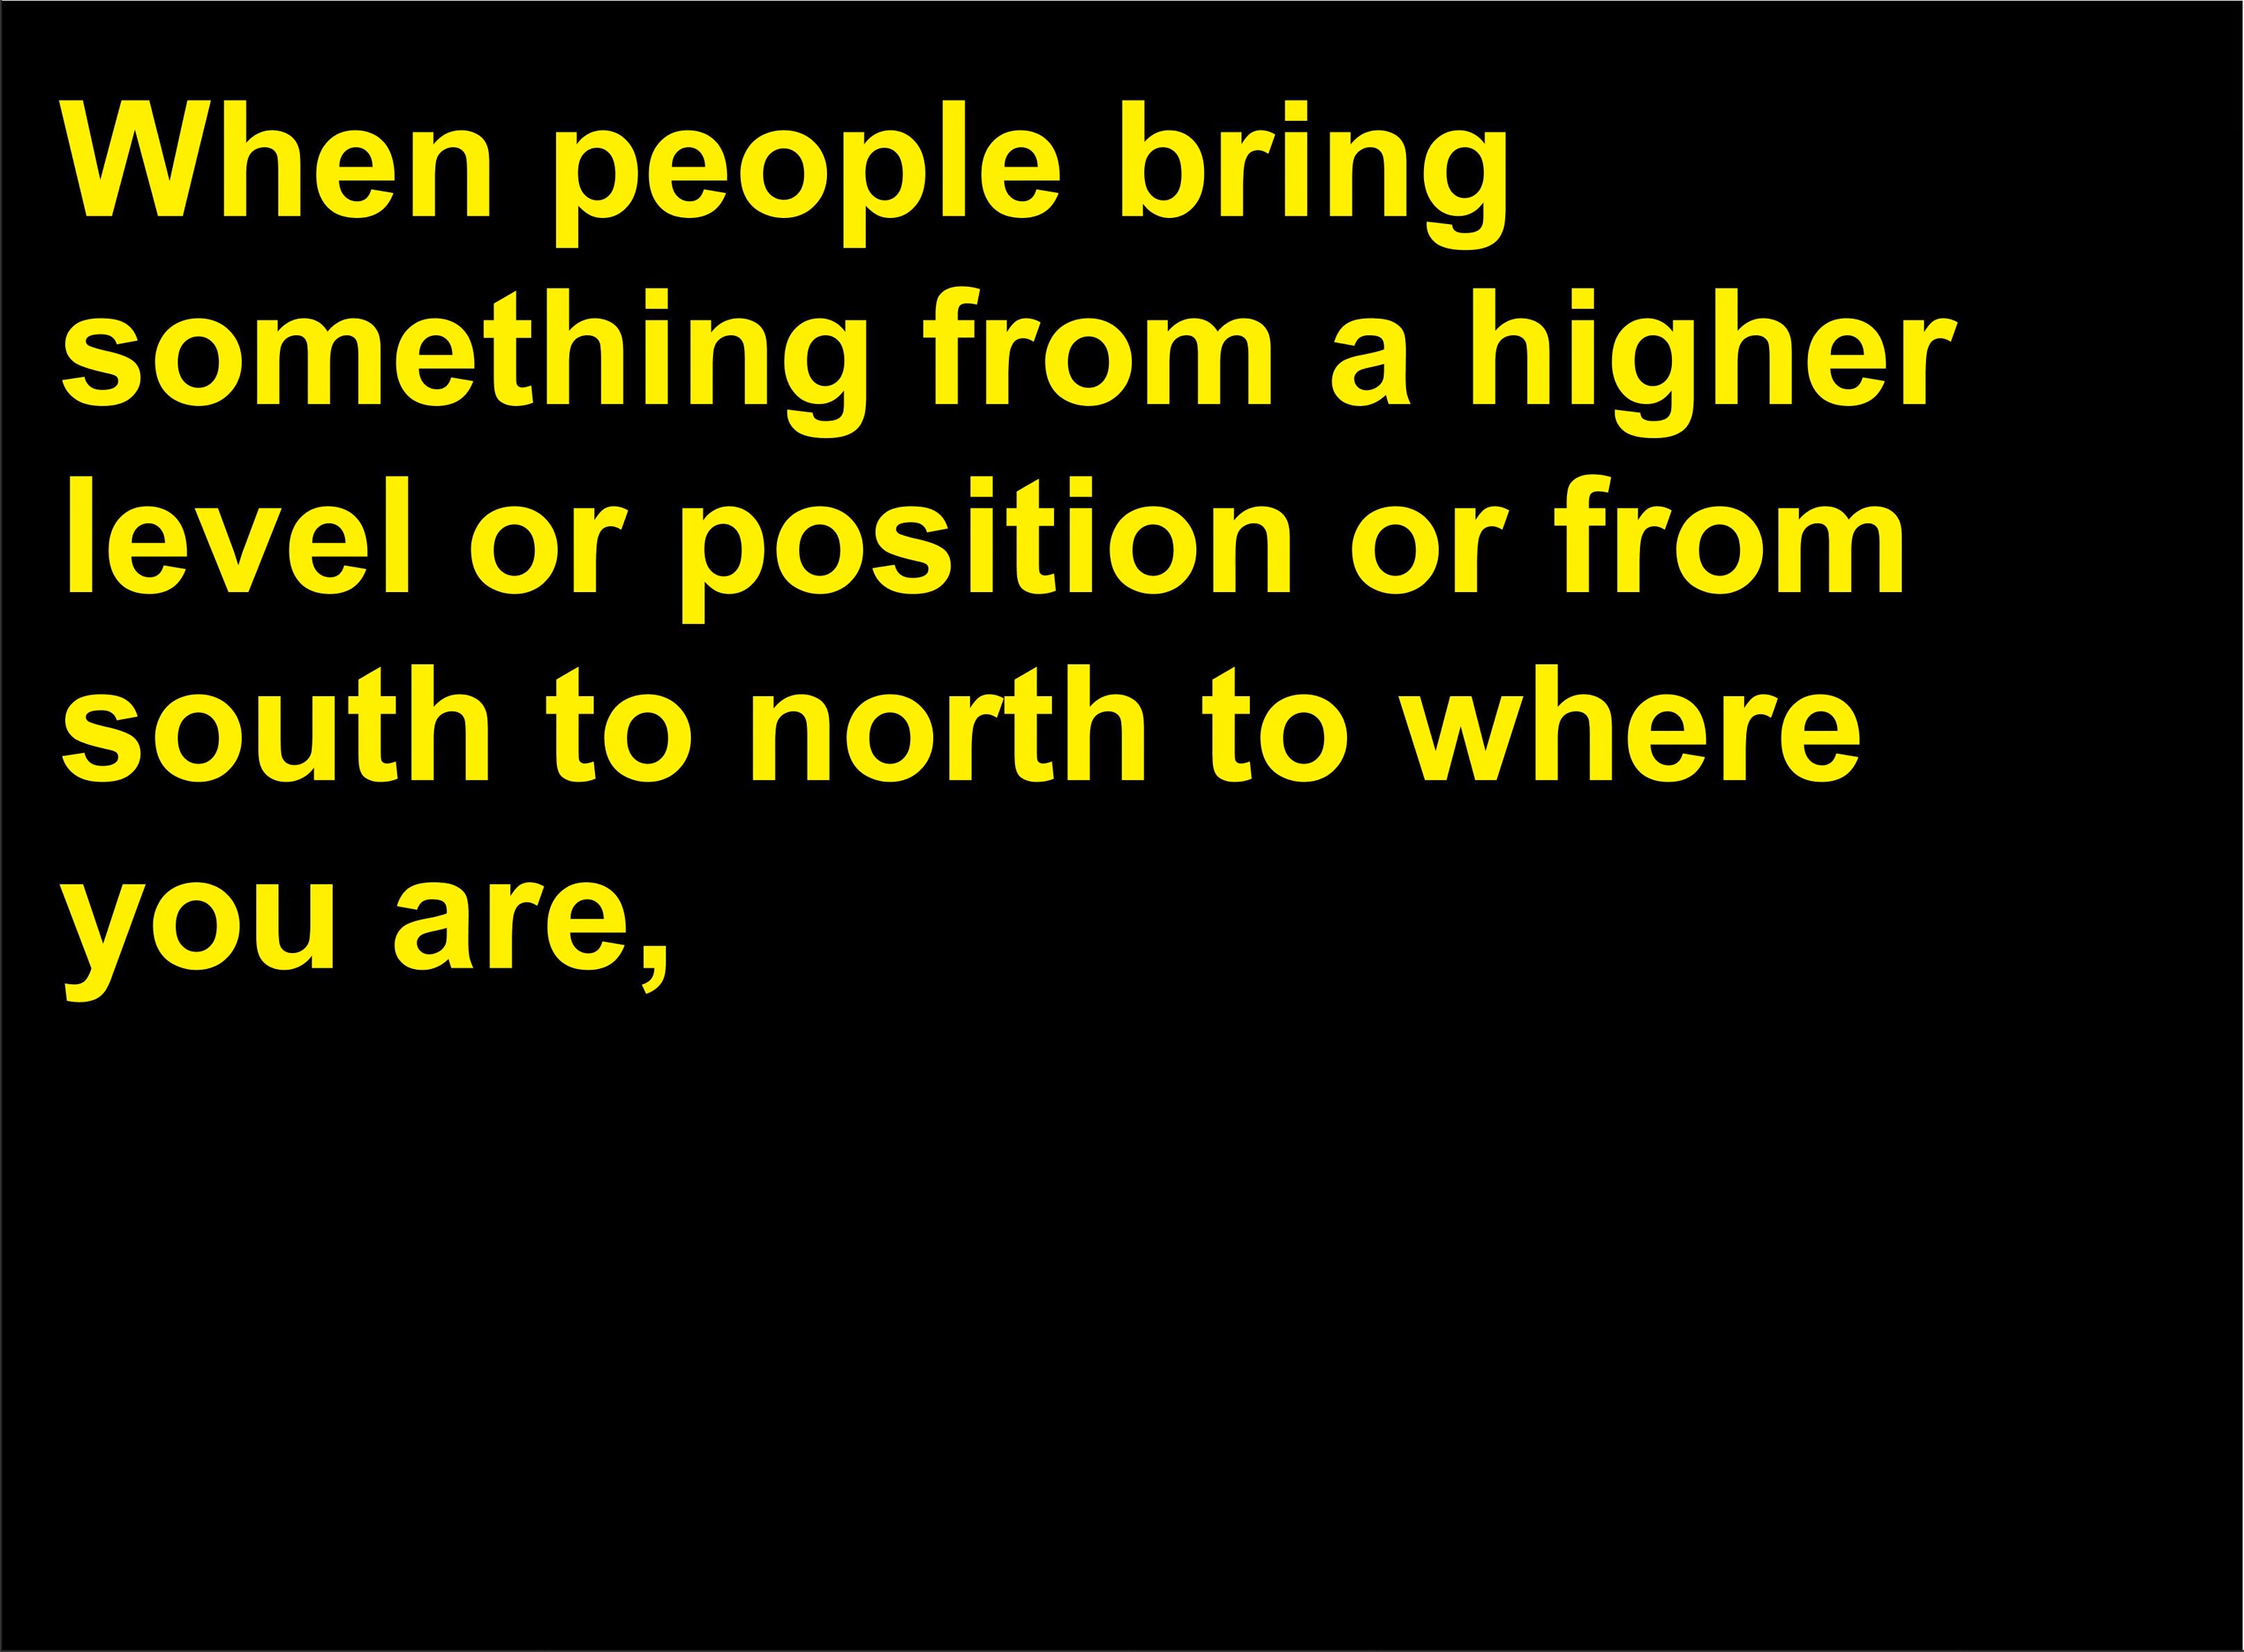 When people bring
something from a higher
level or position or from
south to north to where
you are,